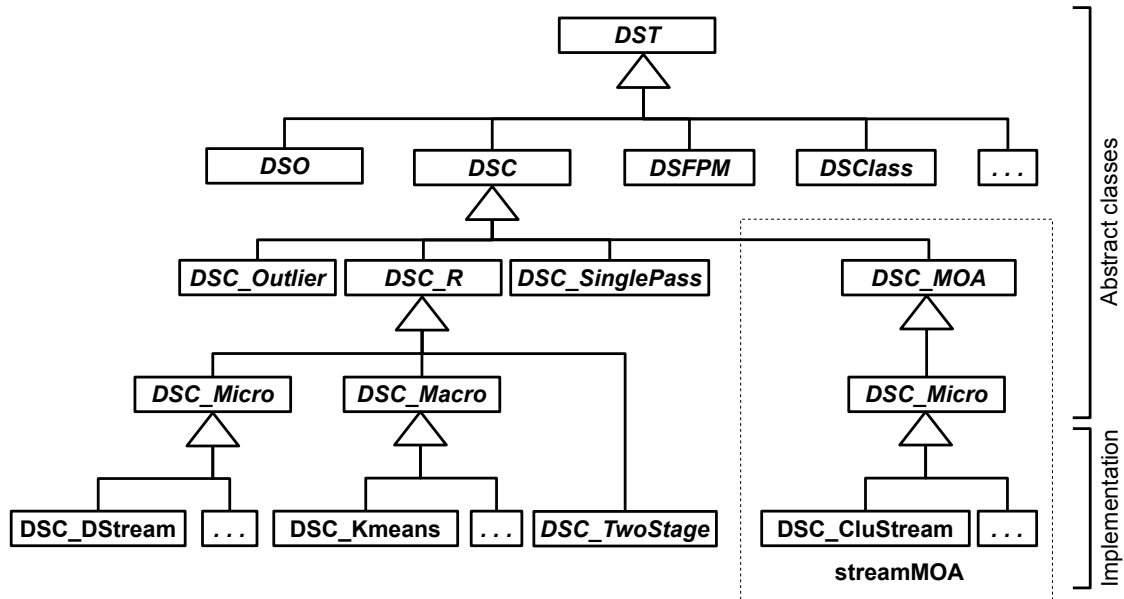 DST
DSO
DSC
DSFPM
DSClass
. . .
DSC_Outlier
DSC_R
DSC_SinglePass
DSC_MOA
DSC_Micro
DSC_Macro
DSC_Micro
DSC_DStream
. . .
DSC_Kmeans
. . .
DSC_TwoStage
DSC_CluStream
. . .
streamMOA
Abstract classes
Implementation